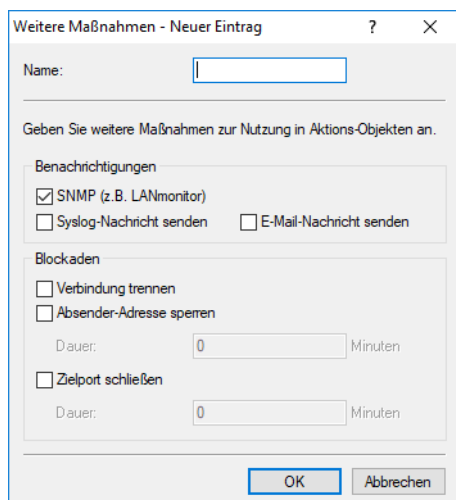 Weitere Maßnahmen - Neuer Eintrag ?
Name:
Geben Sie weitere Maßnahmen zur Nutzung in Aktions-Objekten an.
Benachrichtigungen
SNMP (z.B. LANmonitor)
Syslog-Nachricht senden E-Mail-Nachricht senden
Blockaden
Verbindung trennen
Absender-Adresse sperren
Dauer: 0 Minuten
Zielport schließen
Dauer: 0 Minuten
OK Abbrechen